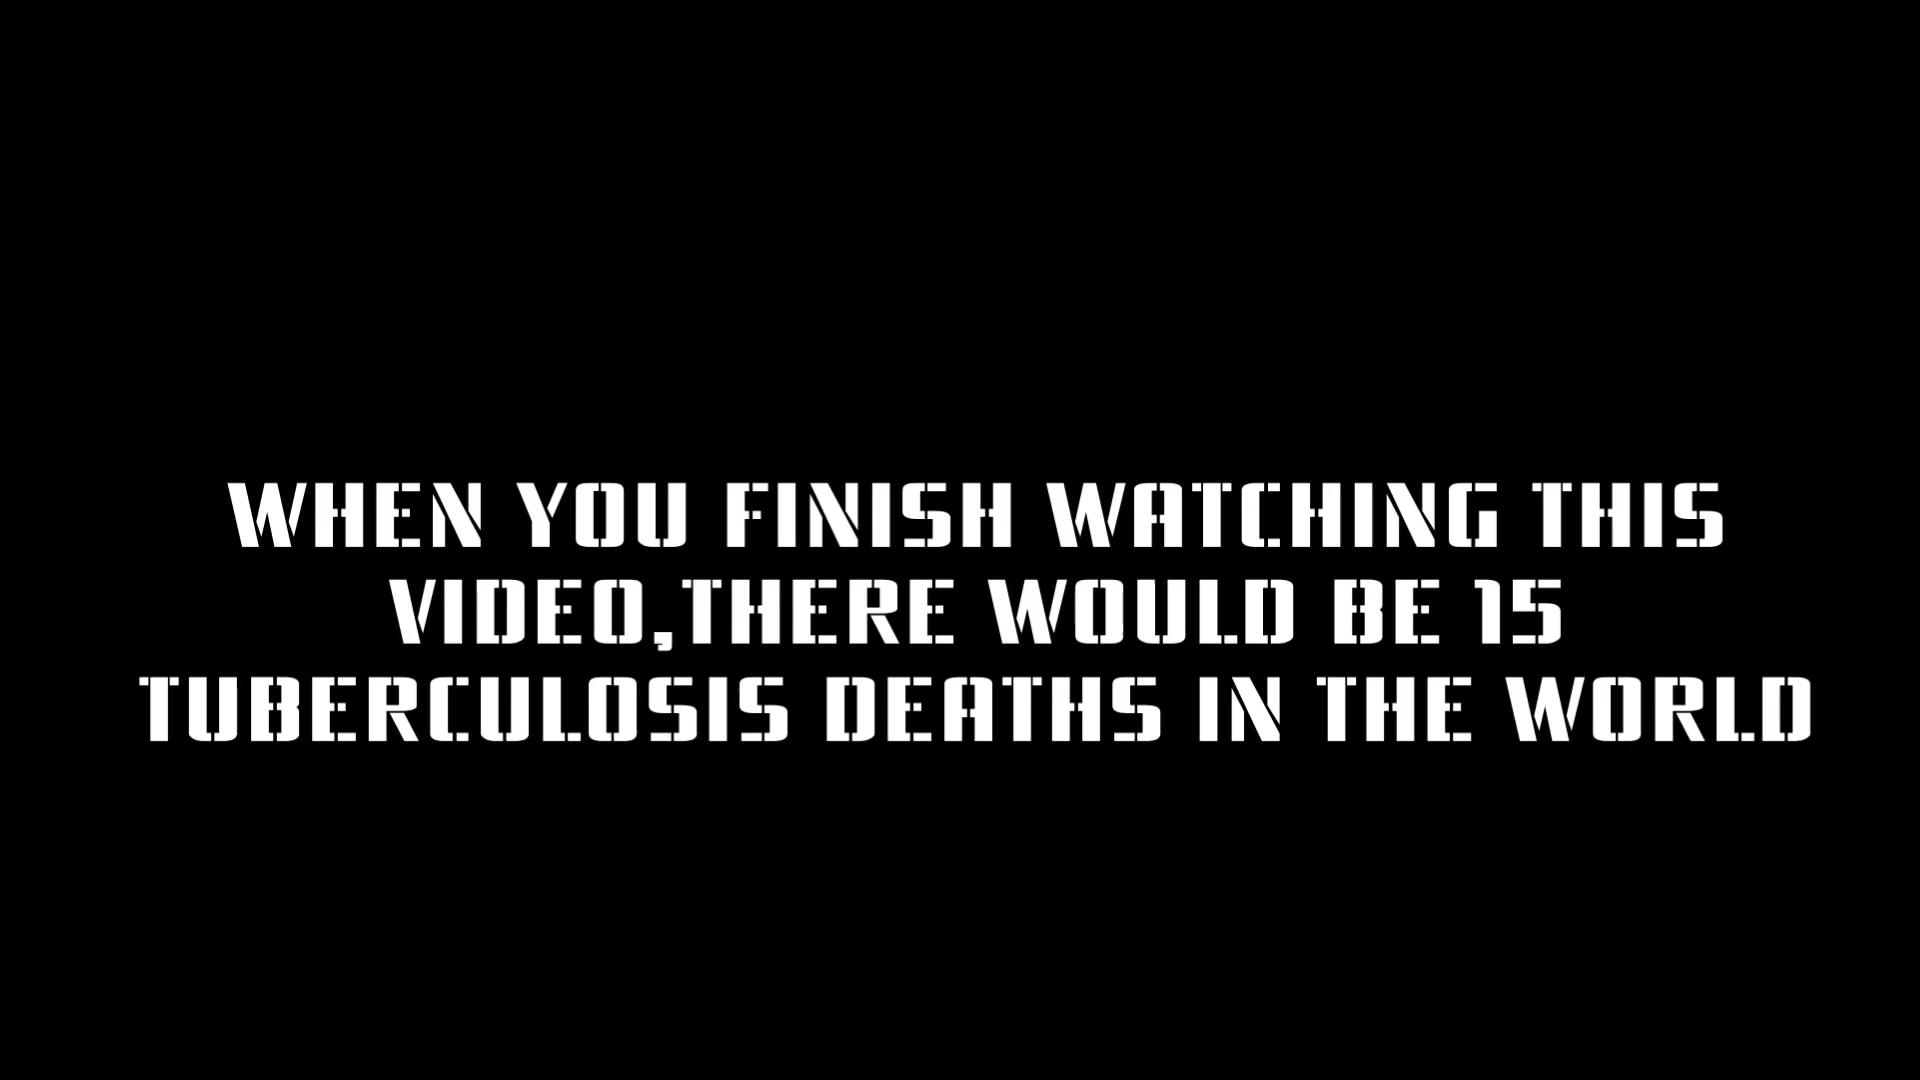 WHEN YOU FINISH WATCHING THIS
VIDEO,THERE WOULD BE 15
TUBERCULOSIS DEATHS IN THE WORLD